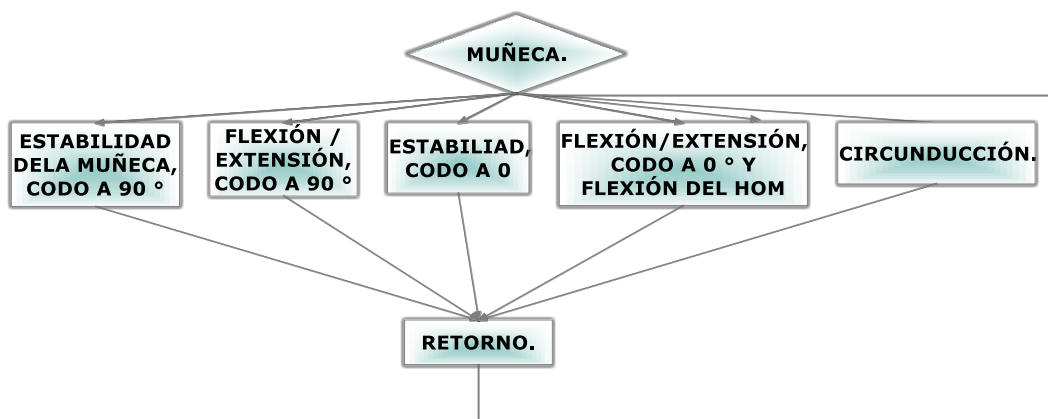 MUÑECA.
ESTABILIDAD
DELA MUÑECA,
CODO A 90 °
FLEXIÓN /
EXTENSIÓN,
CODO A 90 °
ESTABILIAD,
CODO A 0
FLEXIÓN/EXTENSIÓN,
CODO A 0 ° Y
FLEXIÓN DEL HOM
CIRCUNDUCCIÓN.
RETORNO.